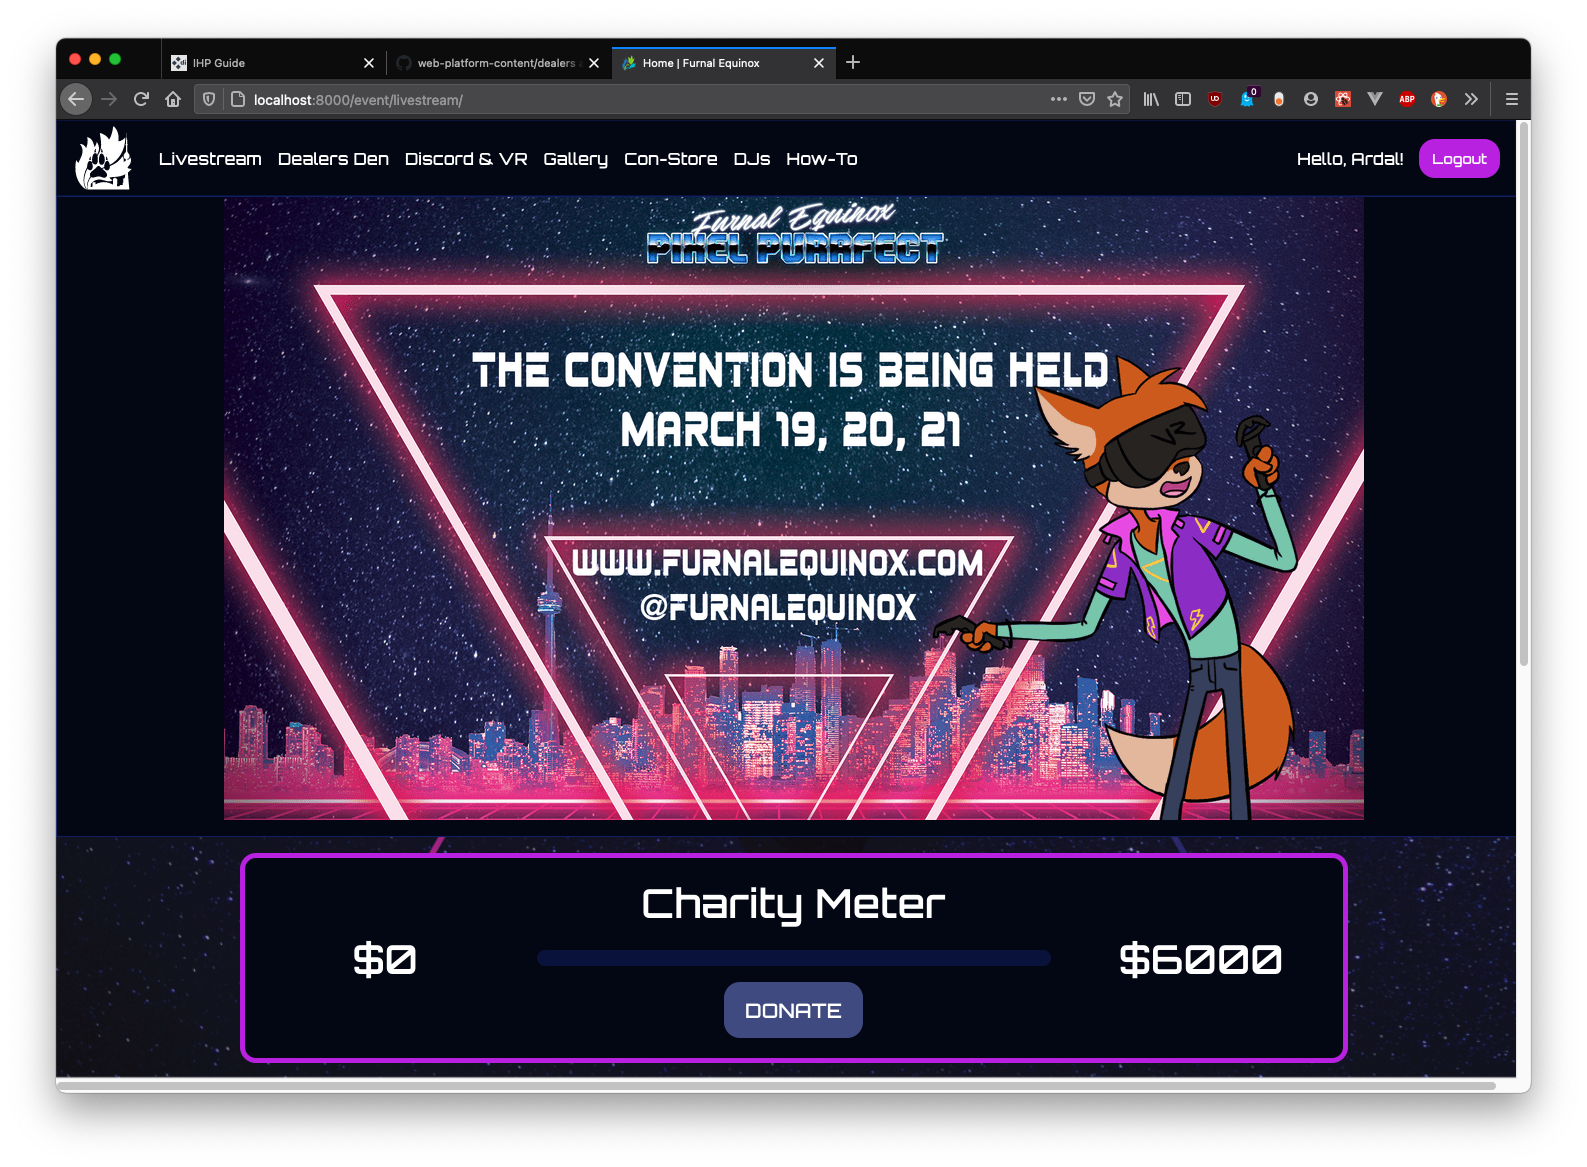 IHP Guide
web-platform-content/dealers
Home | Furnal Equinox
localhost:8000/event/livestream/
0
ABP
Livestream Dealers Den Discord & VR Gallery Con-Store DJs How-To
Hello, Ardal! Logout
Furnal Equinox
PIXEL PURRFECT
THE CONVENTION IS BEING HELD
MARCH 19, 20, 21
VR
WWW.FURNALEQUINOX.COM
@FURNALEQUINOX
Charity Meter
$0 $6000
DONATE